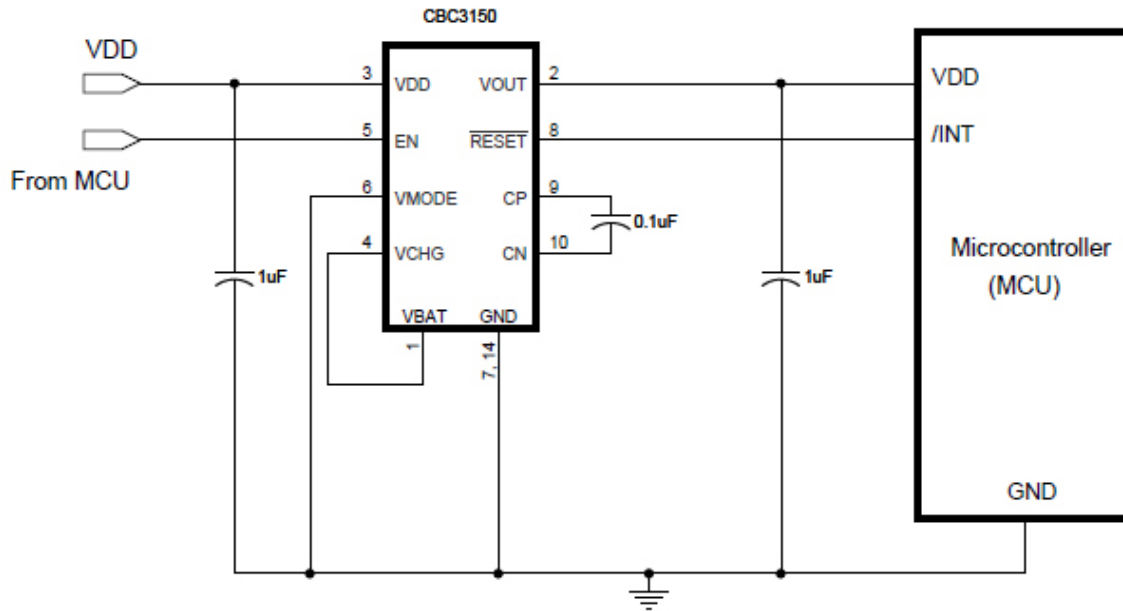 CBC3150
VDD
3
VDD
VOUT
2
VDD
5
EN
RESET
8
/INT
From MCU
6
VMODE
CP
9
0.1uF
4
VCHG
CN
10
Microcontroller
(MCU)
1uF
1uF
VBAT
GND
1
7, 14
GND